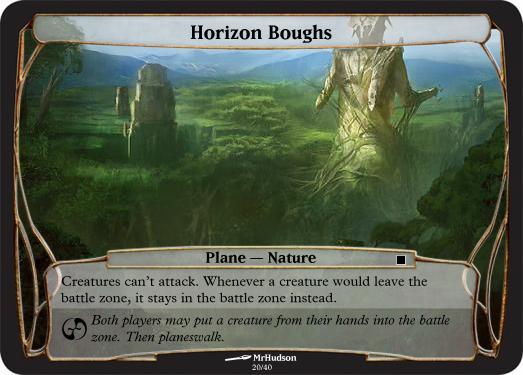 Horizon Boughs
Plane — Nature
Creatures can't attack. Whenever a creature would leave the
battle zone, it stays in the battle zone instead.
Both players may put a creature from their hands into the battle
zone. Then planeswalk.
MrHudson
20/40